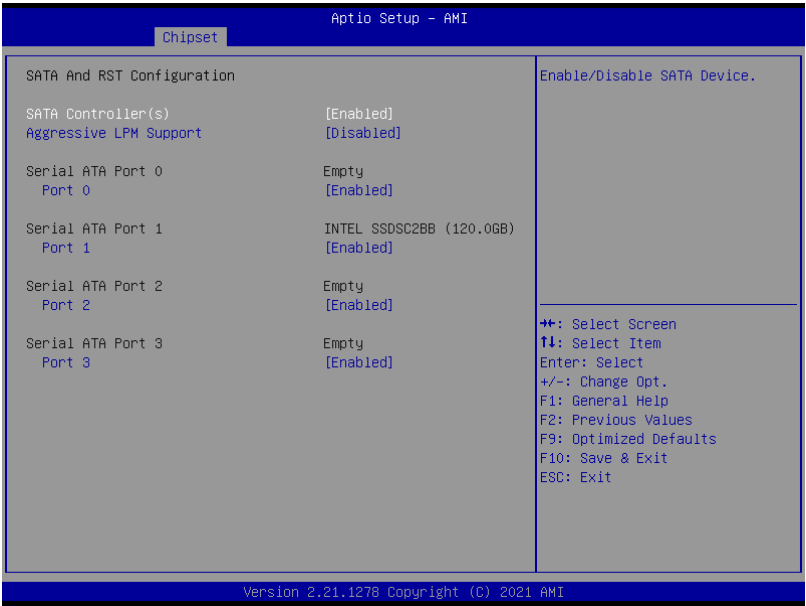 Aptio Setup – AMI
Chipset
SATA And RST Configuration
SATA Controller(s) [Enabled]
Aggressive LPM Support [Disabled]
Serial ATA Port 0 Empty
Port 0 [Enabled]
Serial ATA Port 1 INTEL SSDSC2BB (120.0GB)
Port 1 [Enabled]
Serial ATA Port 2 Empty
Port 2 [Enabled]
Serial ATA Port 3 Empty
Port 3 [Enabled]
Enable/Disable SATA Device.
→←: Select Screen
↑↓: Select Item
Enter: Select
+/-: Change Opt.
F1: General Help
F2: Previous Values
F9: Optimized Defaults
F10: Save & Exit
ESC: Exit
Version 2.21.1278 Copyright (C) 2021 AMI